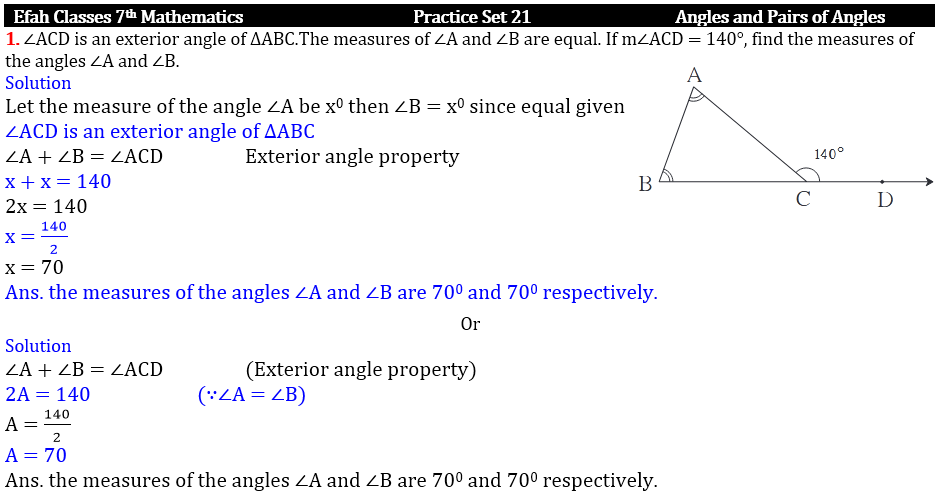 Efah Classes 7th Mathematics Practice Set 21 Angles and Pairs of Angles
1. ∠ACD is an exterior angle of ΔABC.The measures of ∠A and ∠B are equal. If m∠ACD = 140°, find the measures of
the angles ∠A and ∠B.
Solution
Let the measure of the angle ∠A be x⁰ then ∠B = x⁰ since equal given
∠ACD is an exterior angle of ΔABC
∠A + ∠B = ∠ACD Exterior angle property
x + x = 140
2x = 140
x = 140/2
x = 70
Ans. the measures of the angles ∠A and ∠B are 70⁰ and 70⁰ respectively.
A
140°
B
C
D
Or
Solution
∠A + ∠B = ∠ACD (Exterior angle property)
2A = 140 (∵∠A = ∠B)
A = 140/2
A = 70
Ans. the measures of the angles ∠A and ∠B are 70⁰ and 70⁰ respectively.